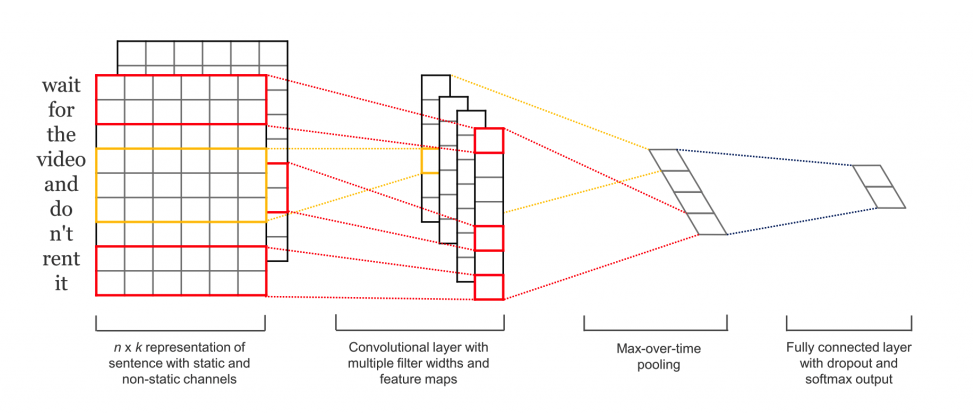 wait
for
the
video
and
do
n't
rent
it
n x k representation of
sentence with static and
non-static channels
Convolutional layer with
multiple filter widths and
feature maps
Max-over-time
pooling
Fully connected layer
with dropout and
softmax output